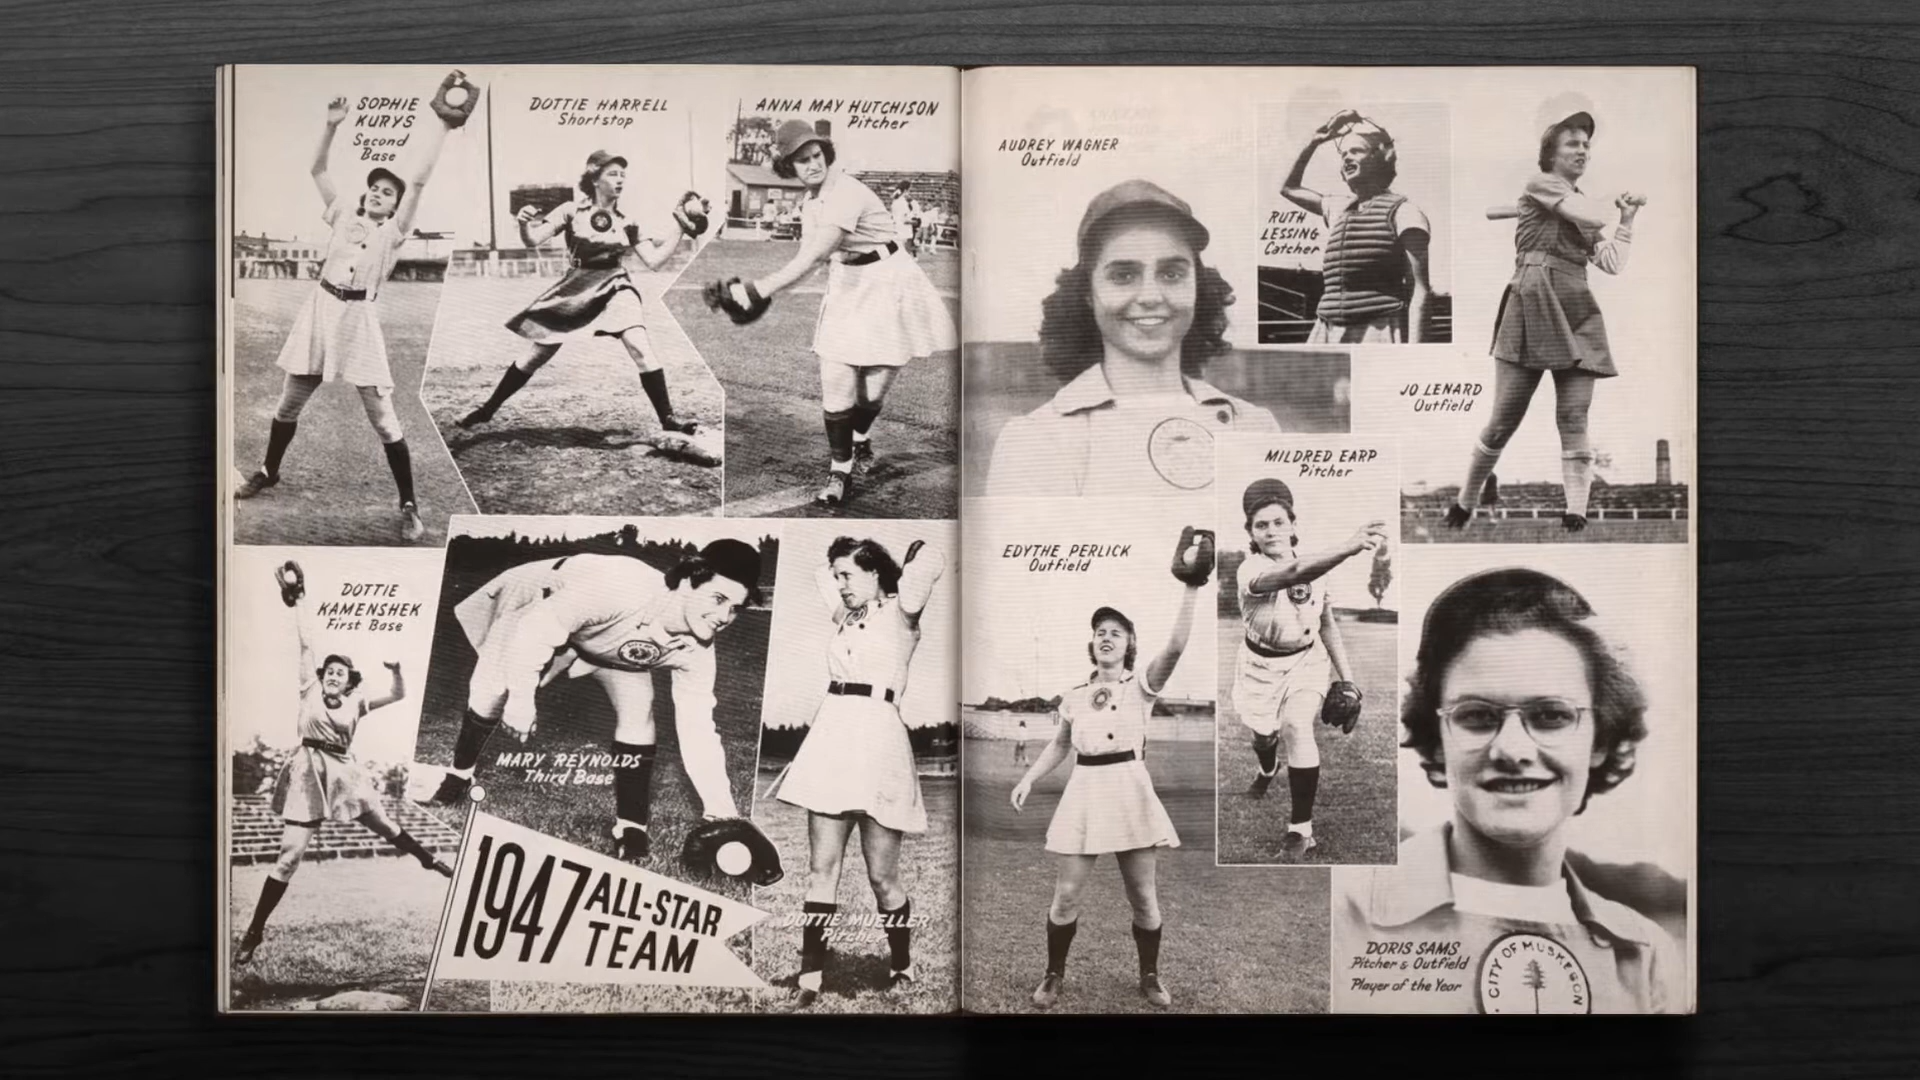 SOPHIE
KURYS
Second
Base
DOTTIE HARRELL
Shortstop
ANNA MAY HUTCHISON
Pitcher
DOTTIE
KAMENSHEK
First Base
MARY REYNOLDS
Third Base
1947 ALL-STAR
TEAM
DOTTIE MUELLER
Pitcher
AUDREY WAGNER
Outfield
RUTH
LESSING
Catcher
JO LENARD
Outfield
MILDRED EARP
Pitcher
EDYTHE PERLICK
Outfield
DORIS SAMS
Pitcher & Outfield
Player of the Year
CITY OF MUSKEGON